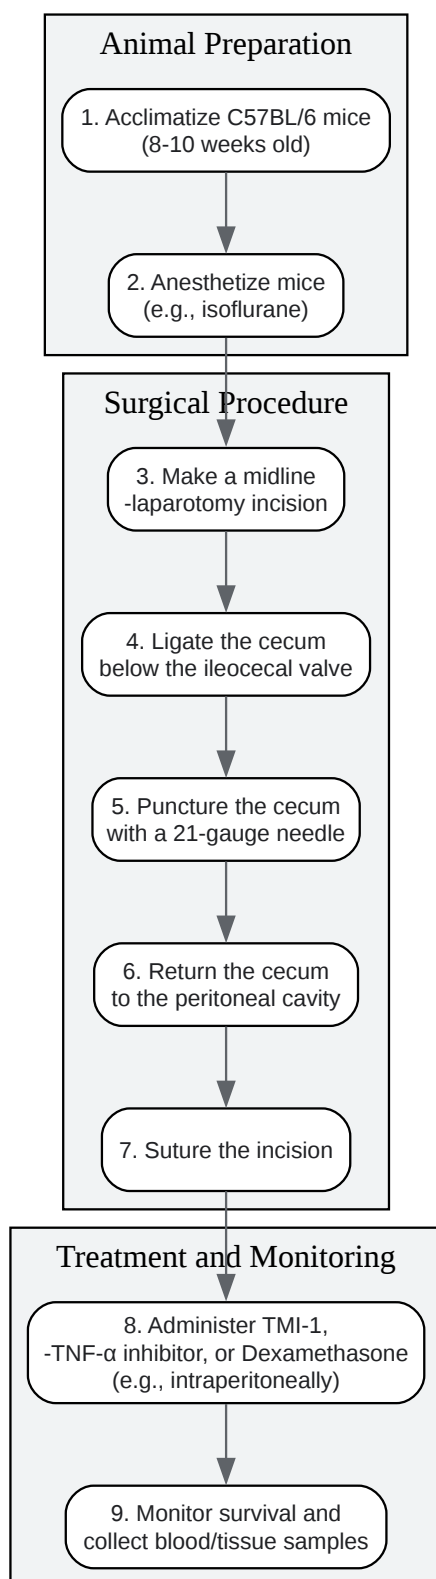 Animal Preparation
1. Acclimatize C57BL/6 mice
(8-10 weeks old)
2. Anesthetize mice
(e.g., isoflurane)
Surgical Procedure
3. Make a midline
-laparotomy incision
4. Ligate the cecum
below the ileocecal valve
5. Puncture the cecum
with a 21-gauge needle
6. Return the cecum
to the peritoneal cavity
7. Suture the incision
Treatment and Monitoring
8. Administer TMI-1,
-TNF-α inhibitor, or Dexamethasone
(e.g., intraperitoneally)
9. Monitor survival and
collect blood/tissue samples